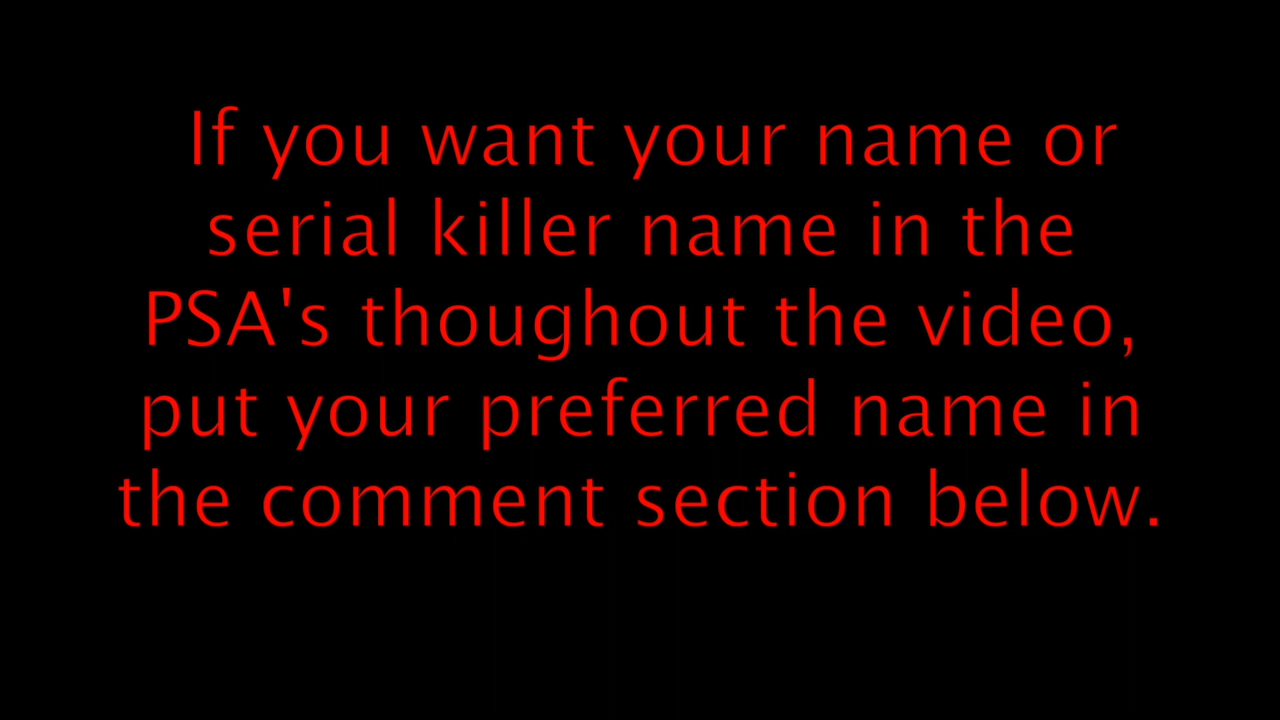 If you want your name or
serial killer name in the
PSA's thoughout the video,
put your preferred name in
the comment section below.